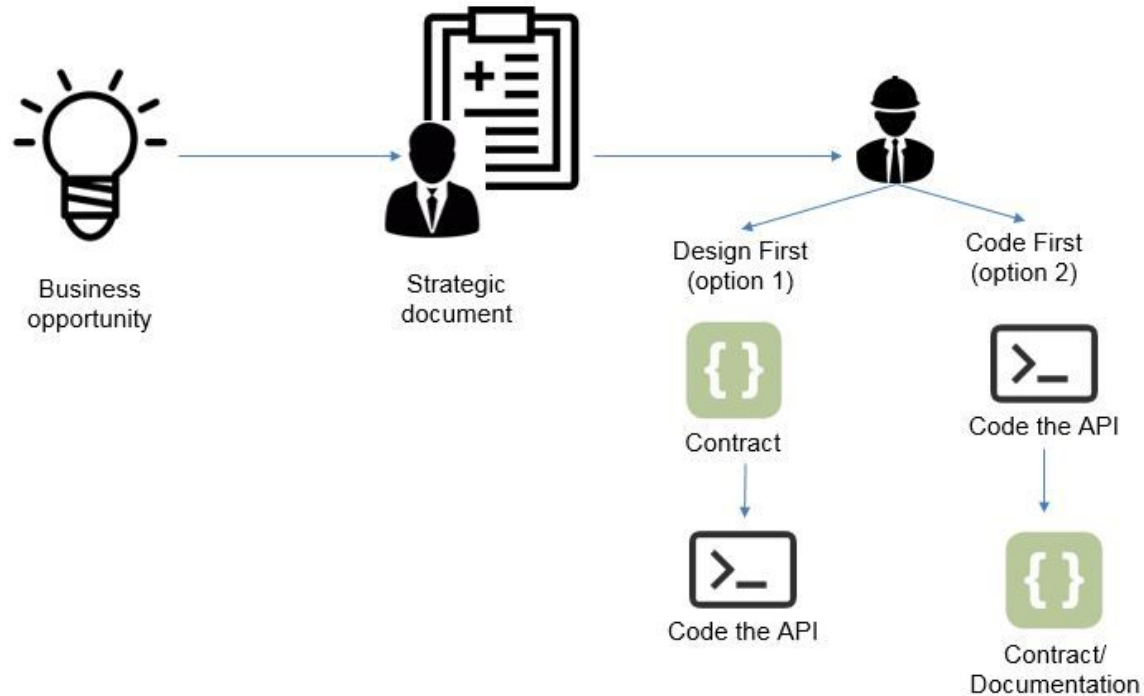 Business
opportunity
Strategic
document
Design First
(option 1)
Contract
Code the API
Code First
(option 2)
Code the API
Contract/
Documentation